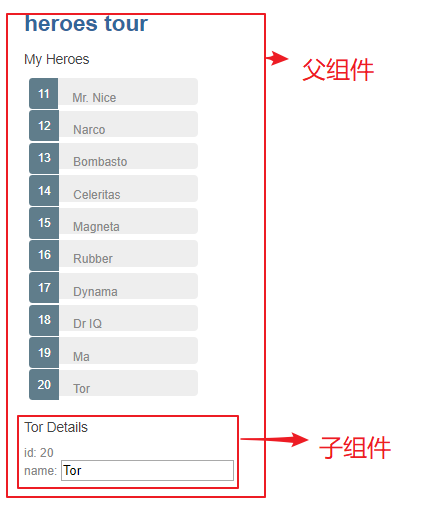 heroes tour
My Heroes
父组件
11 Mr. Nice
12 Narco
13 Bombasto
14 Celeritas
15 Magneta
16 Rubber
17 Dynama
18 Dr IQ
19 Ma
20 Tor
Tor Details
子组件
id: 20
name: Tor